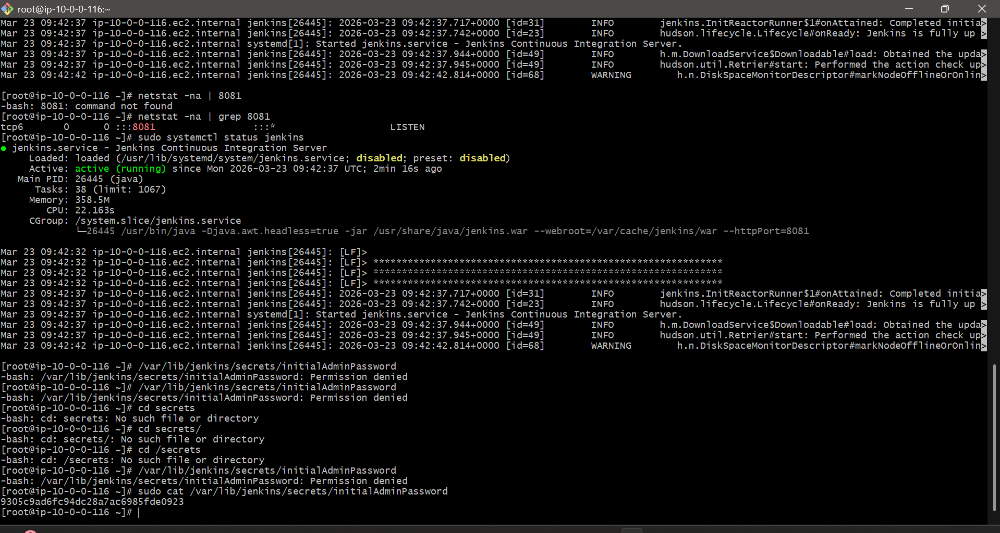 root@ip-10-0-0-116:~
Mar 23 09:42:37 ip-10-0-0-116.ec2.internal jenkins[26445]: 2026-03-23 09:42:37.717+0000 [id=31]        INFO        jenkins.InitReactorRunner$1#onAttained: Completed initia>
Mar 23 09:42:37 ip-10-0-0-116.ec2.internal jenkins[26445]: 2026-03-23 09:42:37.742+0000 [id=23]        INFO        hudson.lifecycle.Lifecycle#onReady: Jenkins is fully up >
Mar 23 09:42:37 ip-10-0-0-116.ec2.internal systemd[1]: Started jenkins.service - Jenkins Continuous Integration Server.
Mar 23 09:42:37 ip-10-0-0-116.ec2.internal jenkins[26445]: 2026-03-23 09:42:37.944+0000 [id=49]        INFO        h.m.DownloadService$Downloadable#load: Obtained the upda>
Mar 23 09:42:37 ip-10-0-0-116.ec2.internal jenkins[26445]: 2026-03-23 09:42:37.945+0000 [id=49]        INFO        hudson.util.Retrier#start: Performed the action check up>
Mar 23 09:42:42 ip-10-0-0-116.ec2.internal jenkins[26445]: 2026-03-23 09:42:42.814+0000 [id=68]        WARNING        h.n.DiskSpaceMonitorDescriptor#markNodeOfflineOrOnlin>
[root@ip-10-0-0-116 ~]# netstat -na | 8081
-bash: 8081: command not found
[root@ip-10-0-0-116 ~]# netstat -na | grep 8081
tcp6       0      0 :::8081                 :::*                    LISTEN
[root@ip-10-0-0-116 ~]# sudo systemctl status jenkins
● jenkins.service - Jenkins Continuous Integration Server
     Loaded: loaded (/usr/lib/systemd/system/jenkins.service; disabled; preset: disabled)
     Active: active (running) since Mon 2026-03-23 09:42:37 UTC; 2min 16s ago
   Main PID: 26445 (java)
      Tasks: 38 (limit: 1067)
     Memory: 358.5M
        CPU: 22.163s
     CGroup: /system.slice/jenkins.service
             └─26445 /usr/bin/java -Djava.awt.headless=true -jar /usr/share/java/jenkins.war --webroot=/var/cache/jenkins/war --httpPort=8081
Mar 23 09:42:32 ip-10-0-0-116.ec2.internal jenkins[26445]: [LF]>
Mar 23 09:42:32 ip-10-0-0-116.ec2.internal jenkins[26445]: [LF]> *************************************************************
Mar 23 09:42:32 ip-10-0-0-116.ec2.internal jenkins[26445]: [LF]> *************************************************************
Mar 23 09:42:32 ip-10-0-0-116.ec2.internal jenkins[26445]: [LF]> *************************************************************
Mar 23 09:42:37 ip-10-0-0-116.ec2.internal jenkins[26445]: 2026-03-23 09:42:37.717+0000 [id=31]        INFO        jenkins.InitReactorRunner$1#onAttained: Completed initia>
Mar 23 09:42:37 ip-10-0-0-116.ec2.internal jenkins[26445]: 2026-03-23 09:42:37.742+0000 [id=23]        INFO        hudson.lifecycle.Lifecycle#onReady: Jenkins is fully up >
Mar 23 09:42:37 ip-10-0-0-116.ec2.internal systemd[1]: Started jenkins.service - Jenkins Continuous Integration Server.
Mar 23 09:42:37 ip-10-0-0-116.ec2.internal jenkins[26445]: 2026-03-23 09:42:37.944+0000 [id=49]        INFO        h.m.DownloadService$Downloadable#load: Obtained the upda>
Mar 23 09:42:37 ip-10-0-0-116.ec2.internal jenkins[26445]: 2026-03-23 09:42:37.945+0000 [id=49]        INFO        hudson.util.Retrier#start: Performed the action check up>
Mar 23 09:42:42 ip-10-0-0-116.ec2.internal jenkins[26445]: 2026-03-23 09:42:42.814+0000 [id=68]        WARNING        h.n.DiskSpaceMonitorDescriptor#markNodeOfflineOrOnlin>
[root@ip-10-0-0-116 ~]# /var/lib/jenkins/secrets/initialAdminPassword
-bash: /var/lib/jenkins/secrets/initialAdminPassword: Permission denied
[root@ip-10-0-0-116 ~]# /var/lib/jenkins/secrets/initialAdminPassword
-bash: /var/lib/jenkins/secrets/initialAdminPassword: Permission denied
[root@ip-10-0-0-116 ~]# cd secrets
-bash: cd: secrets: No such file or directory
[root@ip-10-0-0-116 ~]# cd secrets/
-bash: cd: secrets/: No such file or directory
[root@ip-10-0-0-116 ~]# cd /secrets
-bash: cd: /secrets: No such file or directory
[root@ip-10-0-0-116 ~]# /var/lib/jenkins/secrets/initialAdminPassword
-bash: /var/lib/jenkins/secrets/initialAdminPassword: Permission denied
[root@ip-10-0-0-116 ~]# sudo cat /var/lib/jenkins/secrets/initialAdminPassword
9305c9ad6fc94dc28a7ac6985fde0923
[root@ip-10-0-0-116 ~]#